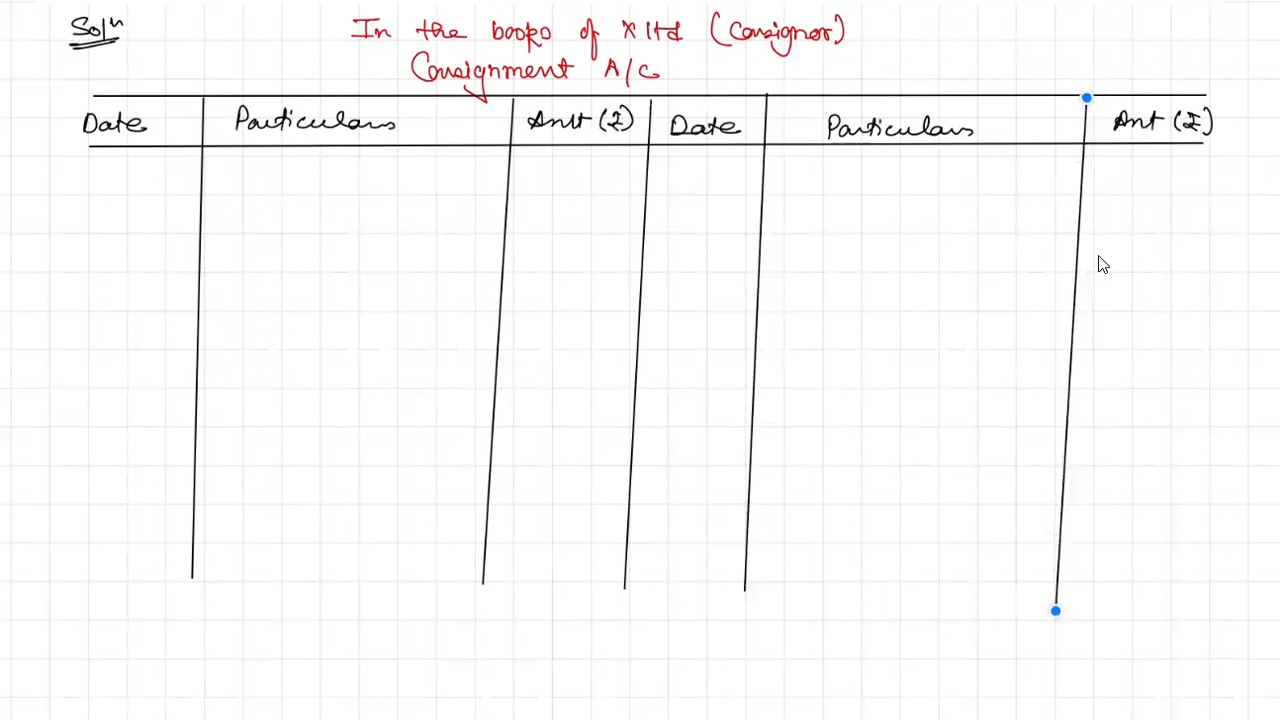 Solⁿ
In the books of X ltd (Consignor)
Consignment A/C
Date Particulars Amt (₹) Date Particulars Amt (₹)